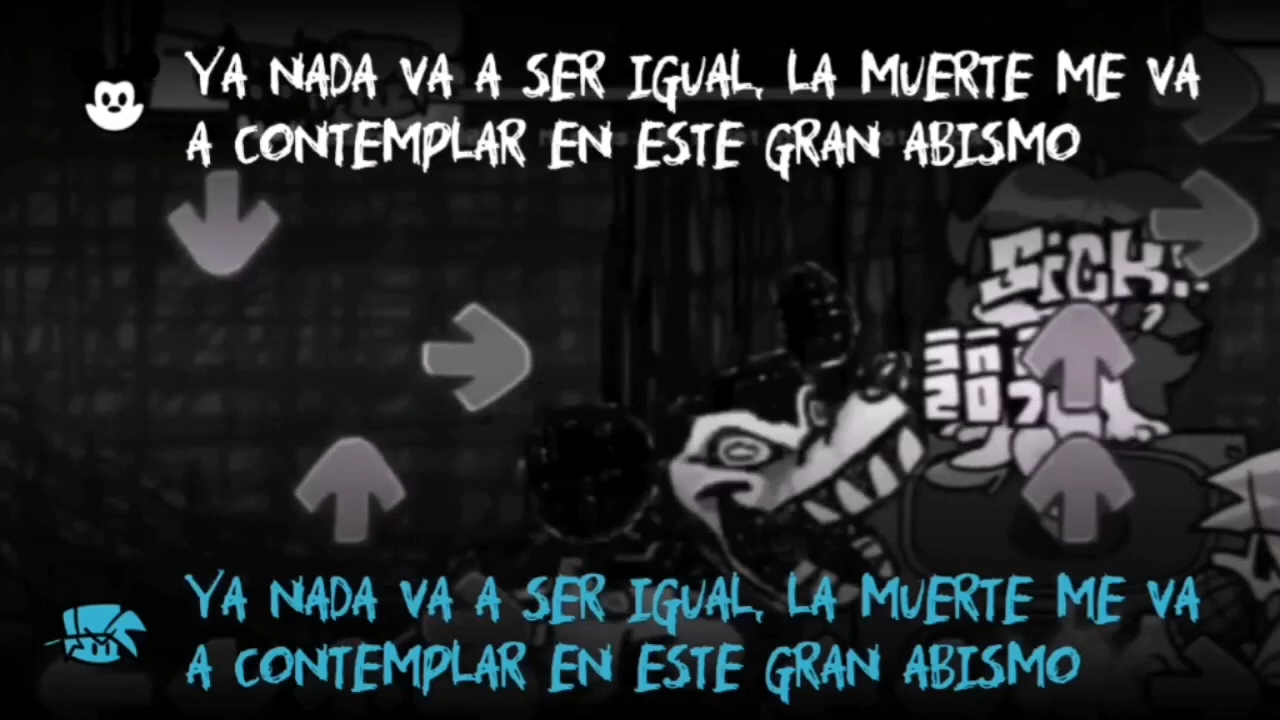 YA NADA VA A SER IGUAL, LA MUERTE ME VA
A CONTEMPLAR EN ESTE GRAN ABISMO
SiCK!
YA NADA VA A SER IGUAL, LA MUERTE ME VA
A CONTEMPLAR EN ESTE GRAN ABISMO